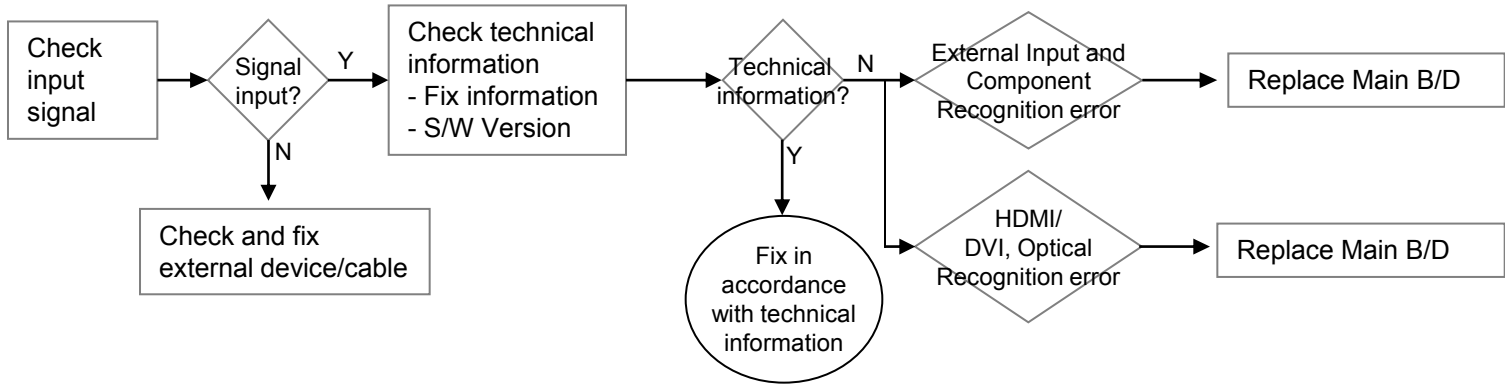 Check
input
signal
Signal
input?
Y
N
Check and fix
external device/cable
Check technical
information
- Fix information
- S/W Version
Technical
information?
N
Y
Fix in
accordance
with technical
information
External Input and
Component
Recognition error
Replace Main B/D
HDMI/
DVI, Optical
Recognition error
Replace Main B/D